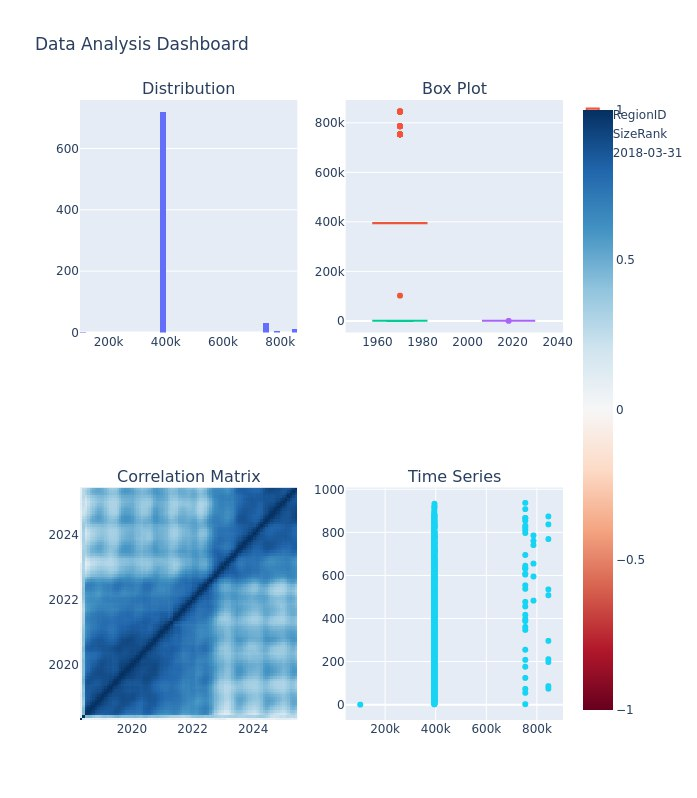 Data Analysis Dashboard
Distribution
Box Plot
600
400
200
0
200k
400k
600k
800k
800k
600k
400k
200k
0
1960
1980
2000
2020
2040
RegionID
SizeRank
2018-03-31
1
0.5
0
−0.5
−1
Correlation Matrix
Time Series
2024
2022
2020
2020
2022
2024
1000
800
600
400
200
0
200k
400k
600k
800k